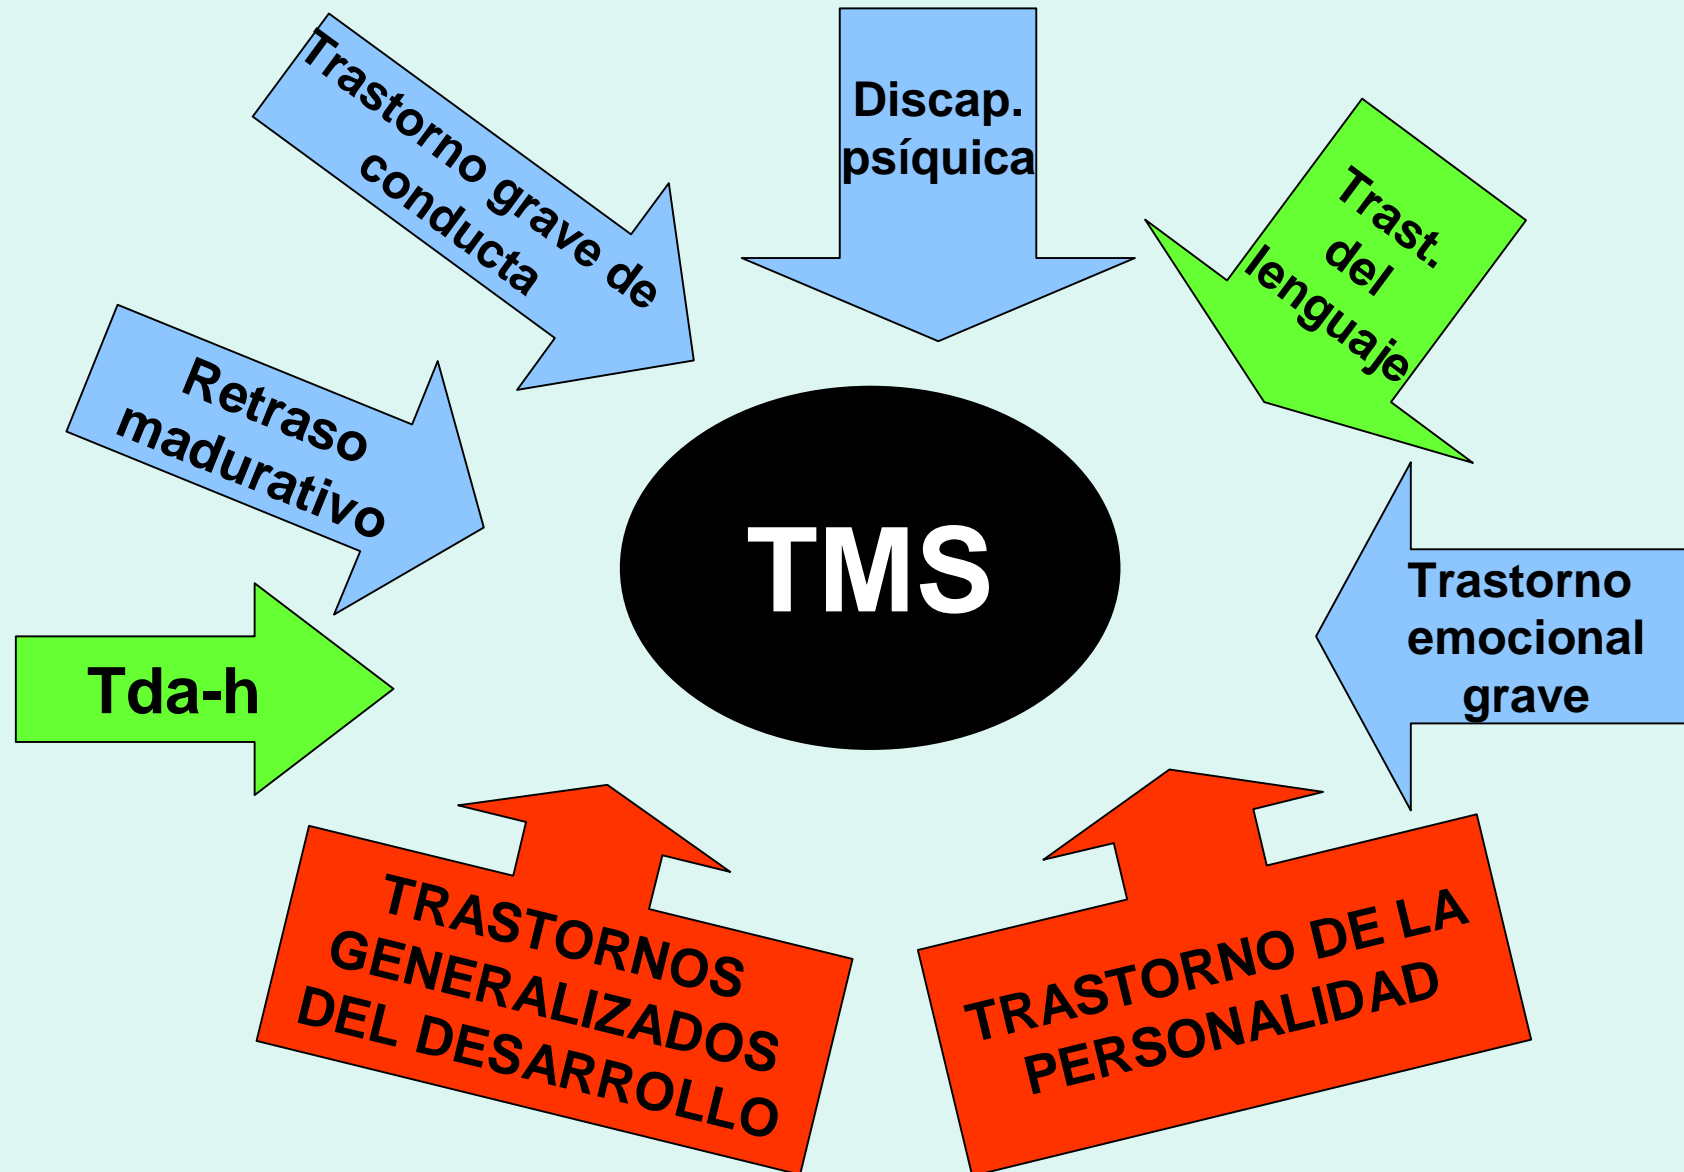 Trastorno grave de
conducta
Discap.
psíquica
Trast.
del
lenguaje
Retraso
madurativo
TMS
Trastorno
emocional
grave
Tda-h
TRASTORNOS
GENERALIZADOS
DEL DESARROLLO
TRASTORNO DE LA
PERSONALIDAD